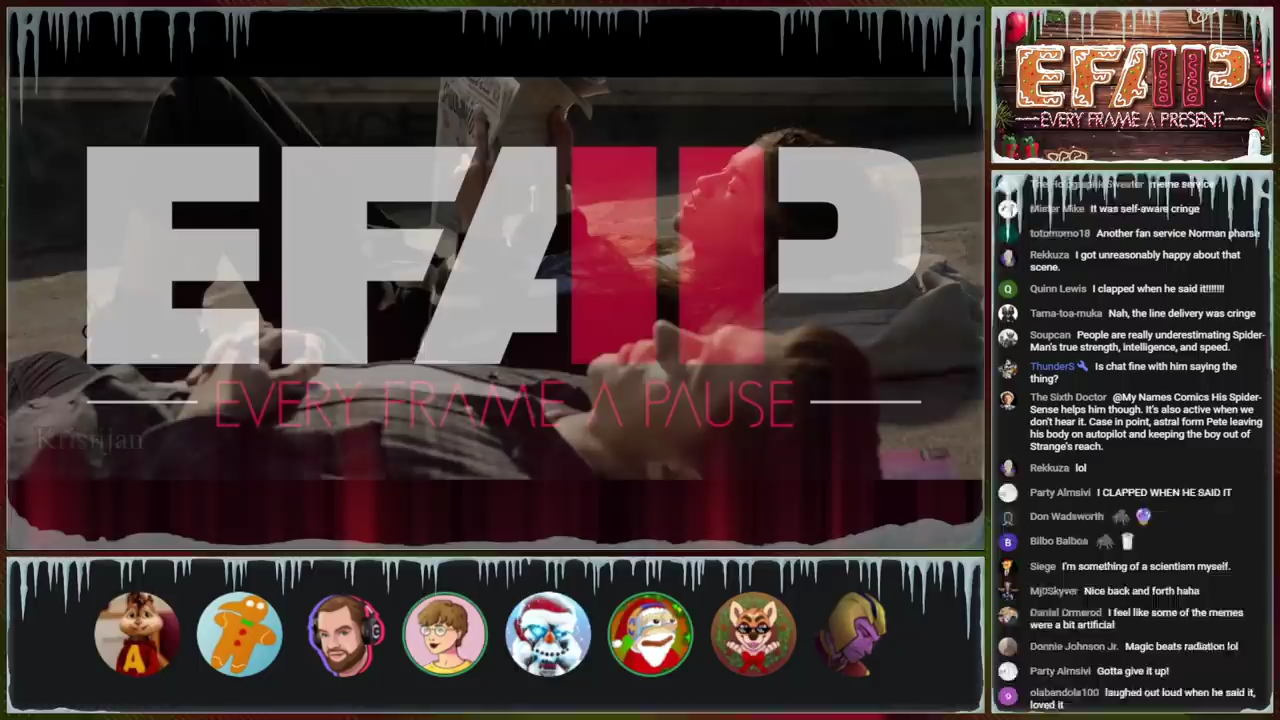 EFAP
EVERY FRAME A PAUSE
Krisrijan
EFAP
EVERY FRAME A PRESENT
meme service
Mister Mike It was self-aware cringe
totomomo18 Another fan service Norman pharse
Rekkuza I got unreasonably happy about that
scene.
Quinn Lewis I clapped when he said it!!!!!!!
Tama-toa-muka Nah, the line delivery was cringe
Soupcan People are really underestimating Spider-
Man's true strength, intelligence, and speed.
ThunderS Is chat fine with him saying the
thing?
The Sixth Doctor @My Names Comics His Spider-
Sense helps him though. It's also active when we
don't hear it. Case in point, astral form Pete leaving
his body on autopilot and keeping the boy out of
Strange's reach.
Rekkuza lol
Party Almsivi I CLAPPED WHEN HE SAID IT
Don Wadsworth
Bilbo Balboa
Siege I'm something of a scientism myself.
MjOSkyver Nice back and forth haha
Daniel Ormerod I feel like some of the memes
were a bit artificial
Donnie Johnson Jr. Magic beats radiation lol
Party Almsivi Gotta give it up!
olabandola100 laughed out loud when he said it,
loved it